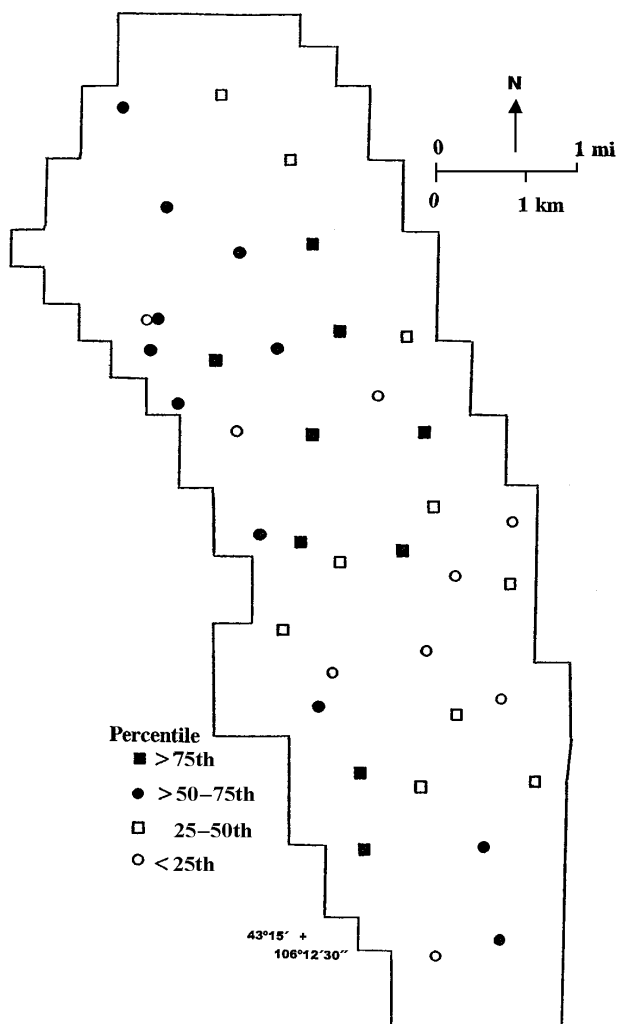 N
0 1 mi
0 1 km
Percentile
>75th
>50–75th
25–50th
<25th
43°15′ +
106°12′30″